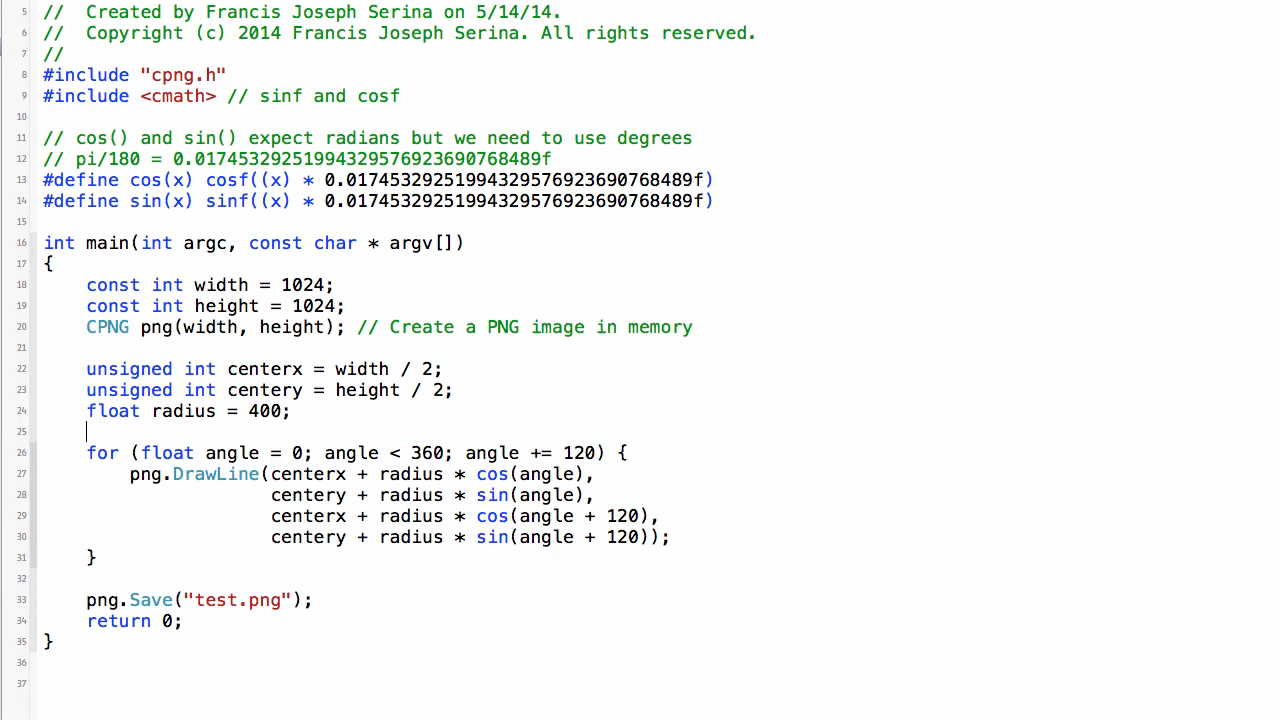 5 //  Created by Francis Joseph Serina on 5/14/14.
6 //  Copyright (c) 2014 Francis Joseph Serina. All rights reserved.
7 //
8 #include "cpng.h"
9 #include <cmath> // sinf and cosf
10
11 // cos() and sin() expect radians but we need to use degrees
12 // pi/180 = 0.01745329251994329576923690768489f
13 #define cos(x) cosf((x) * 0.01745329251994329576923690768489f)
14 #define sin(x) sinf((x) * 0.01745329251994329576923690768489f)
15
16 int main(int argc, const char * argv[])
17 {
18     const int width = 1024;
19     const int height = 1024;
20     CPNG png(width, height); // Create a PNG image in memory
21
22     unsigned int centerx = width / 2;
23     unsigned int centery = height / 2;
24     float radius = 400;
25
26     for (float angle = 0; angle < 360; angle += 120) {
27         png.DrawLine(centerx + radius * cos(angle),
28                      centery + radius * sin(angle),
29                      centerx + radius * cos(angle + 120),
30                      centery + radius * sin(angle + 120));
31     }
32
33     png.Save("test.png");
34     return 0;
35 }
36
37